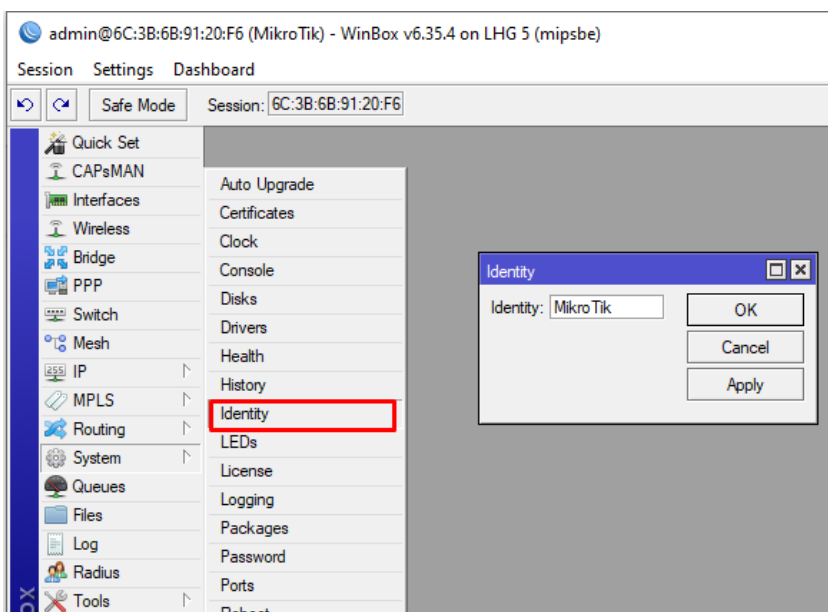 admin@6C:3B:6B:91:20:F6 (MikroTik) - WinBox v6.35.4 on LHG 5 (mipsbe)
Session Settings Dashboard
Safe Mode Session: 6C:3B:6B:91:20:F6
Quick Set
CAPsMAN
Interfaces
Wireless
Bridge
PPP
Switch
Mesh
255 IP
MPLS
Routing
System
Queues
Files
Log
Radius
Tools
Auto Upgrade
Certificates
Clock
Console
Disks
Drivers
Health
History
Identity
LEDs
License
Logging
Packages
Password
Ports
Reboot
Identity
Identity: MikroTik
OK
Cancel
Apply
OX